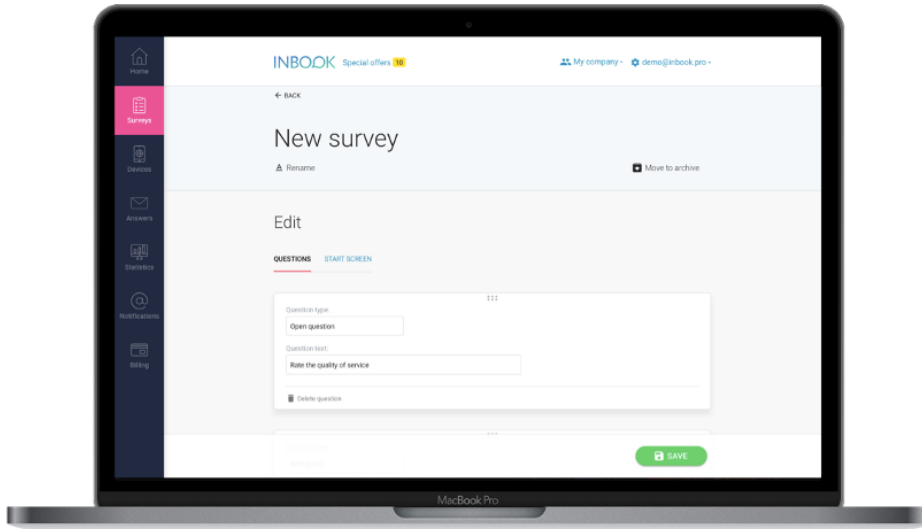 INBOOK Special offers 10 My company demo@inbook.pro
Home
BACK
Surveys
New survey
Rename Move to archive
Devices
Answers
Edit
Statistics
QUESTIONS START SCREEN
Notifications
Question type:
Open question
Question text:
Billing
Rate the quality of service
Delete question
SAVE
MacBook Pro